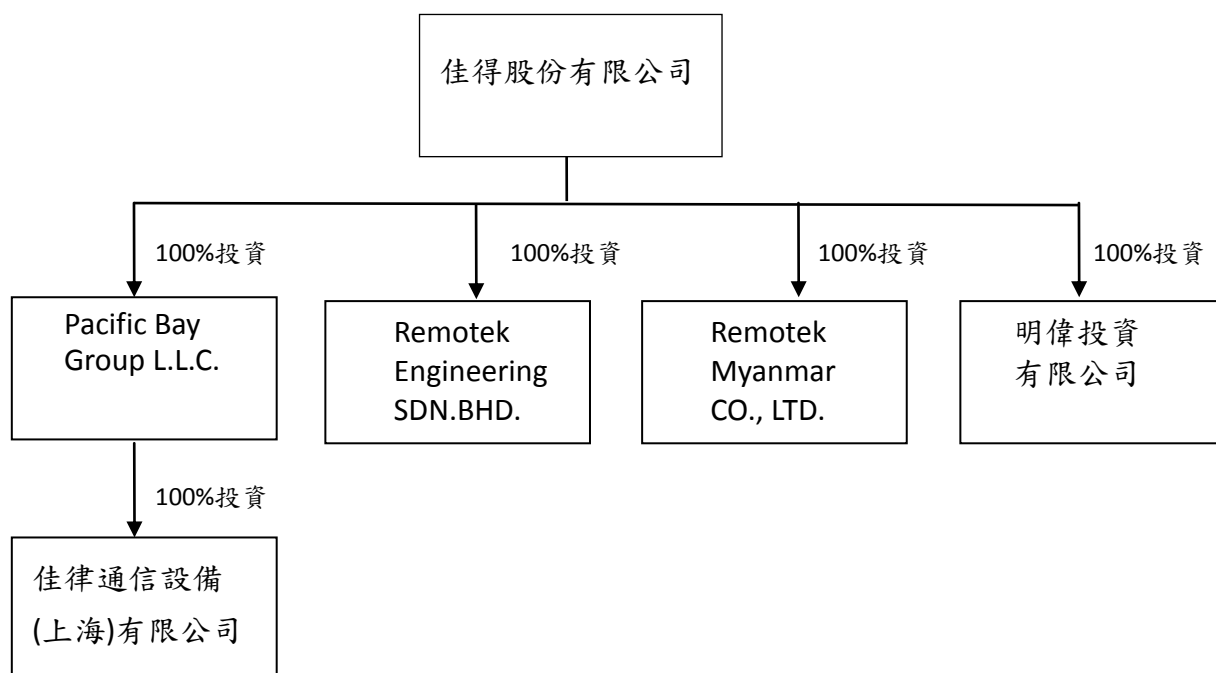 佳得股份有限公司
100%投資
100%投資
100%投資
100%投資
Pacific Bay
Group L.L.C.
Remotek
Engineering
SDN.BHD.
Remotek
Myanmar
CO., LTD.
明偉投資
有限公司
100%投資
佳律通信設備
(上海)有限公司